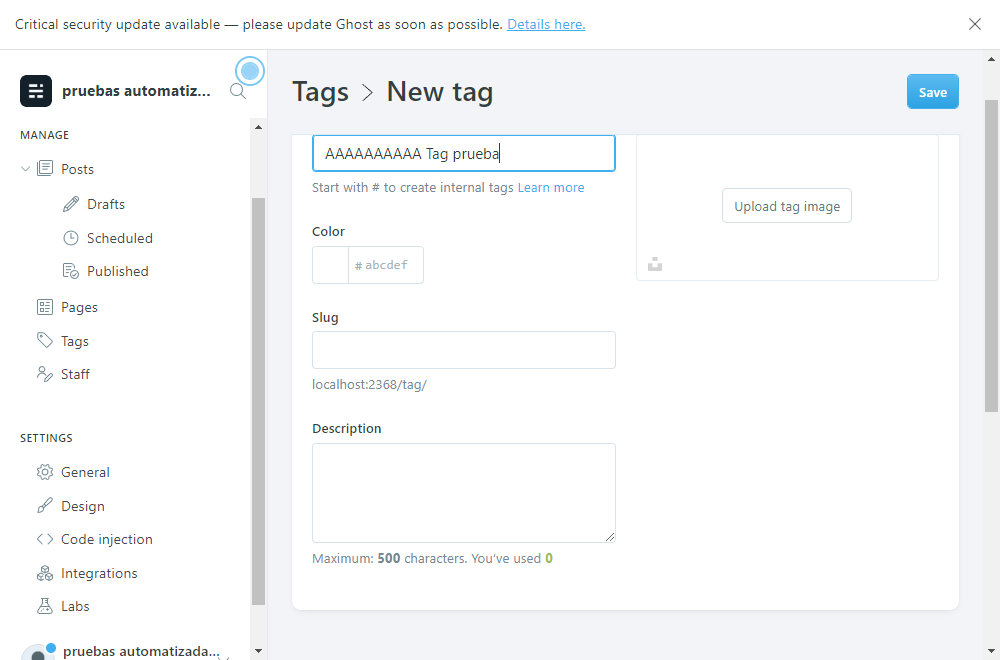 Critical security update available — please update Ghost as soon as possible. Details here.
pruebas automatiz...
MANAGE
Posts
Drafts
Scheduled
Published
Pages
Tags
Staff
SETTINGS
General
Design
Code injection
Integrations
Labs
pruebas automatizada...
Tags > New tag
Save
AAAAAAAAAA Tag prueba
Start with # to create internal tags Learn more
Color
# abcdef
Slug
localhost:2368/tag/
Description
Maximum: 500 characters. You've used 0
Upload tag image